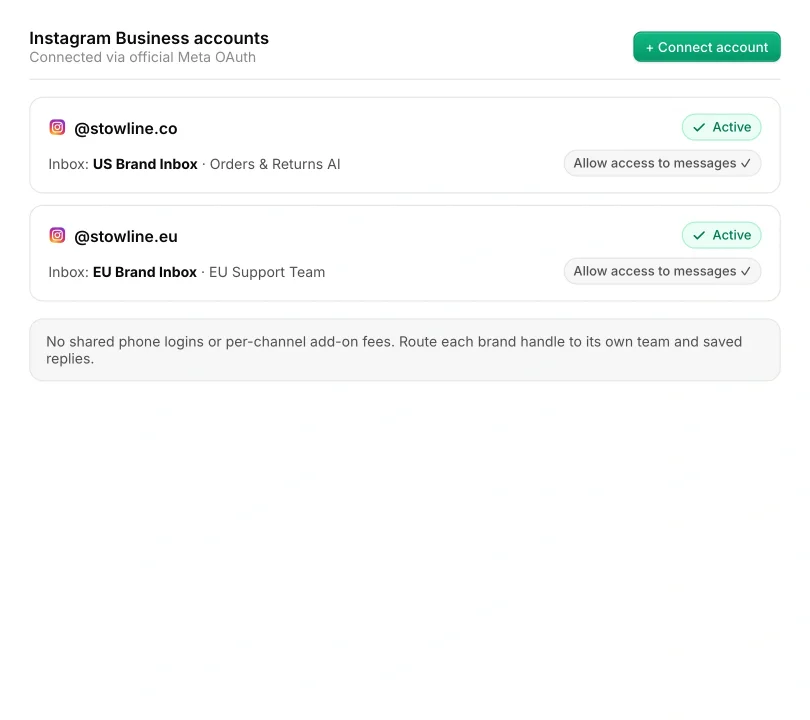 Instagram Business accounts
Connected via official Meta OAuth
+ Connect account
@stowline.co
✓ Active
Inbox: US Brand Inbox · Orders & Returns AI
Allow access to messages ✓
@stowline.eu
✓ Active
Inbox: EU Brand Inbox · EU Support Team
Allow access to messages ✓
No shared phone logins or per-channel add-on fees. Route each brand handle to its own team and saved
replies.